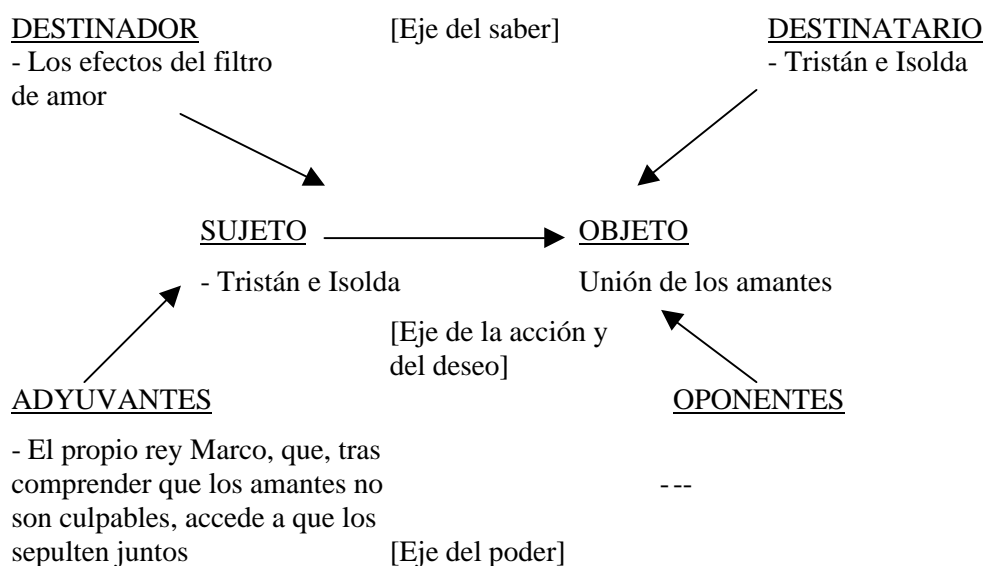 DESTINADOR [Eje del saber] DESTINATARIO
- Los efectos del filtro - Tristán e Isolda
de amor
SUJETO OBJETO
- Tristán e Isolda Unión de los amantes
[Eje de la acción y
del deseo]
ADYUVANTES OPONENTES
- El propio rey Marco, que, tras
comprender que los amantes no ---
son culpables, accede a que los
sepulten juntos [Eje del poder]